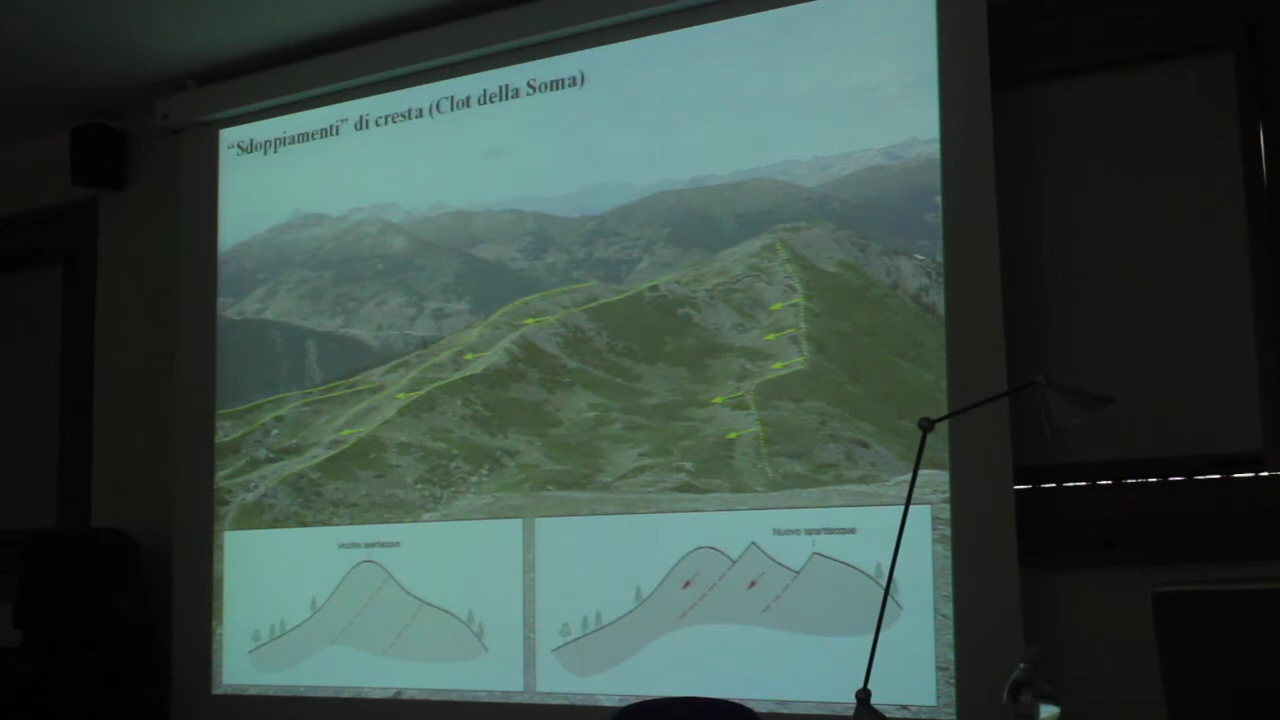 “Sdoppiamenti” di cresta (Clot della Soma)
Vecchio spartiacque
Nuovo spartiacque